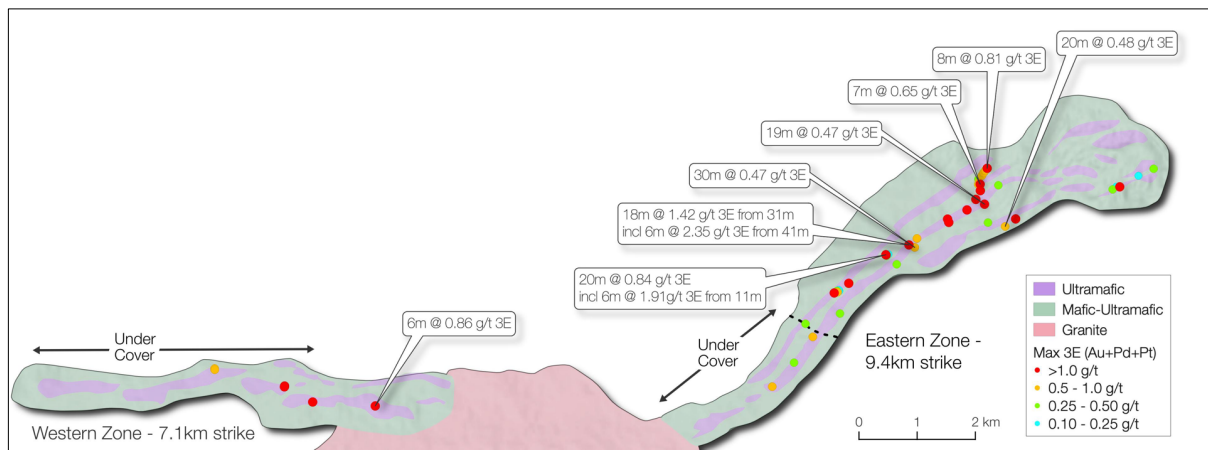 20m @ 0.48 g/t 3E
8m @ 0.81 g/t 3E
7m @ 0.65 g/t 3E
19m @ 0.47 g/t 3E
30m @ 0.47 g/t 3E
18m @ 1.42 g/t 3E from 31m
incl 6m @ 2.35 g/t 3E from 41m
20m @ 0.84 g/t 3E
incl 6m @ 1.91g/t 3E from 11m
6m @ 0.86 g/t 3E
Under
Cover
Western Zone - 7.1km strike
Under
Cover
Eastern Zone -
9.4km strike
0 1 2 km
Ultramafic
Mafic-Ultramafic
Granite
Max 3E (Au+Pd+Pt)
>1.0 g/t
0.5 - 1.0 g/t
0.25 - 0.50 g/t
0.10 - 0.25 g/t